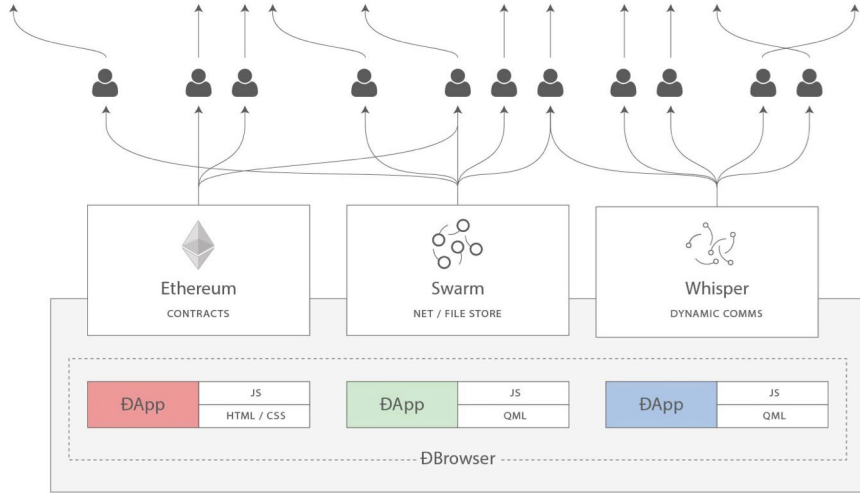 Ethereum
CONTRACTS
Swarm
NET / FILE STORE
Whisper
DYNAMIC COMMS
ĐApp
JS
HTML / CSS
ĐApp
JS
QML
ĐApp
JS
QML
ĐBrowser